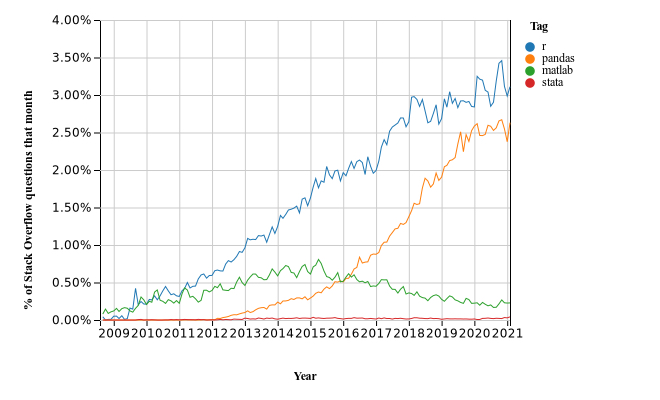 4.00%
3.50%
3.00%
2.50%
2.00%
1.50%
1.00%
0.50%
0.00%
% of Stack Overflow questions that month
2009 2010 2011 2012 2013 2014 2015 2016 2017 2018 2019 2020 2021
Year
Tag
r
pandas
matlab
stata